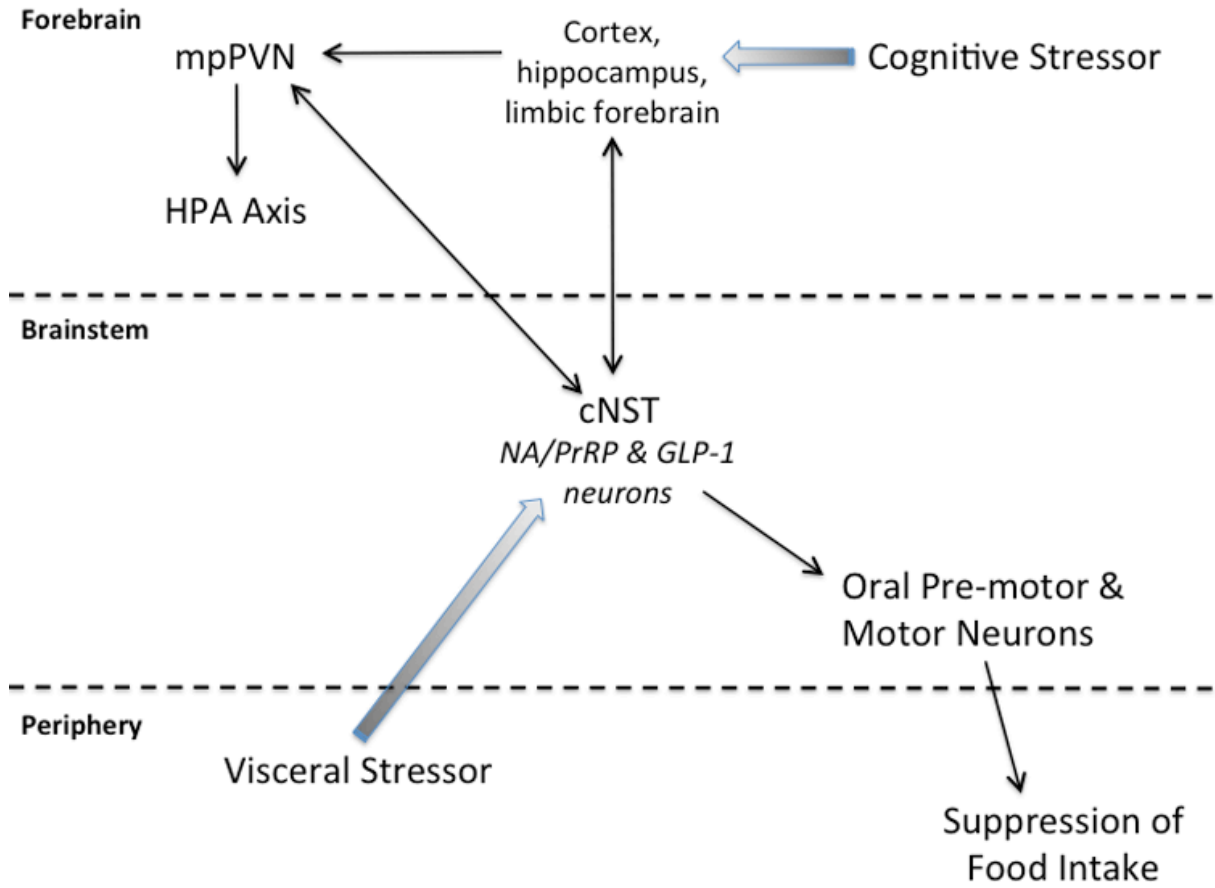 Forebrain
mpPVN
Cortex,
hippocampus,
limbic forebrain
Cognitive Stressor
HPA Axis
Brainstem
cNST
NA/PrRP & GLP-1
neurons
Oral Pre-motor &
Motor Neurons
Periphery
Visceral Stressor
Suppression of
Food Intake